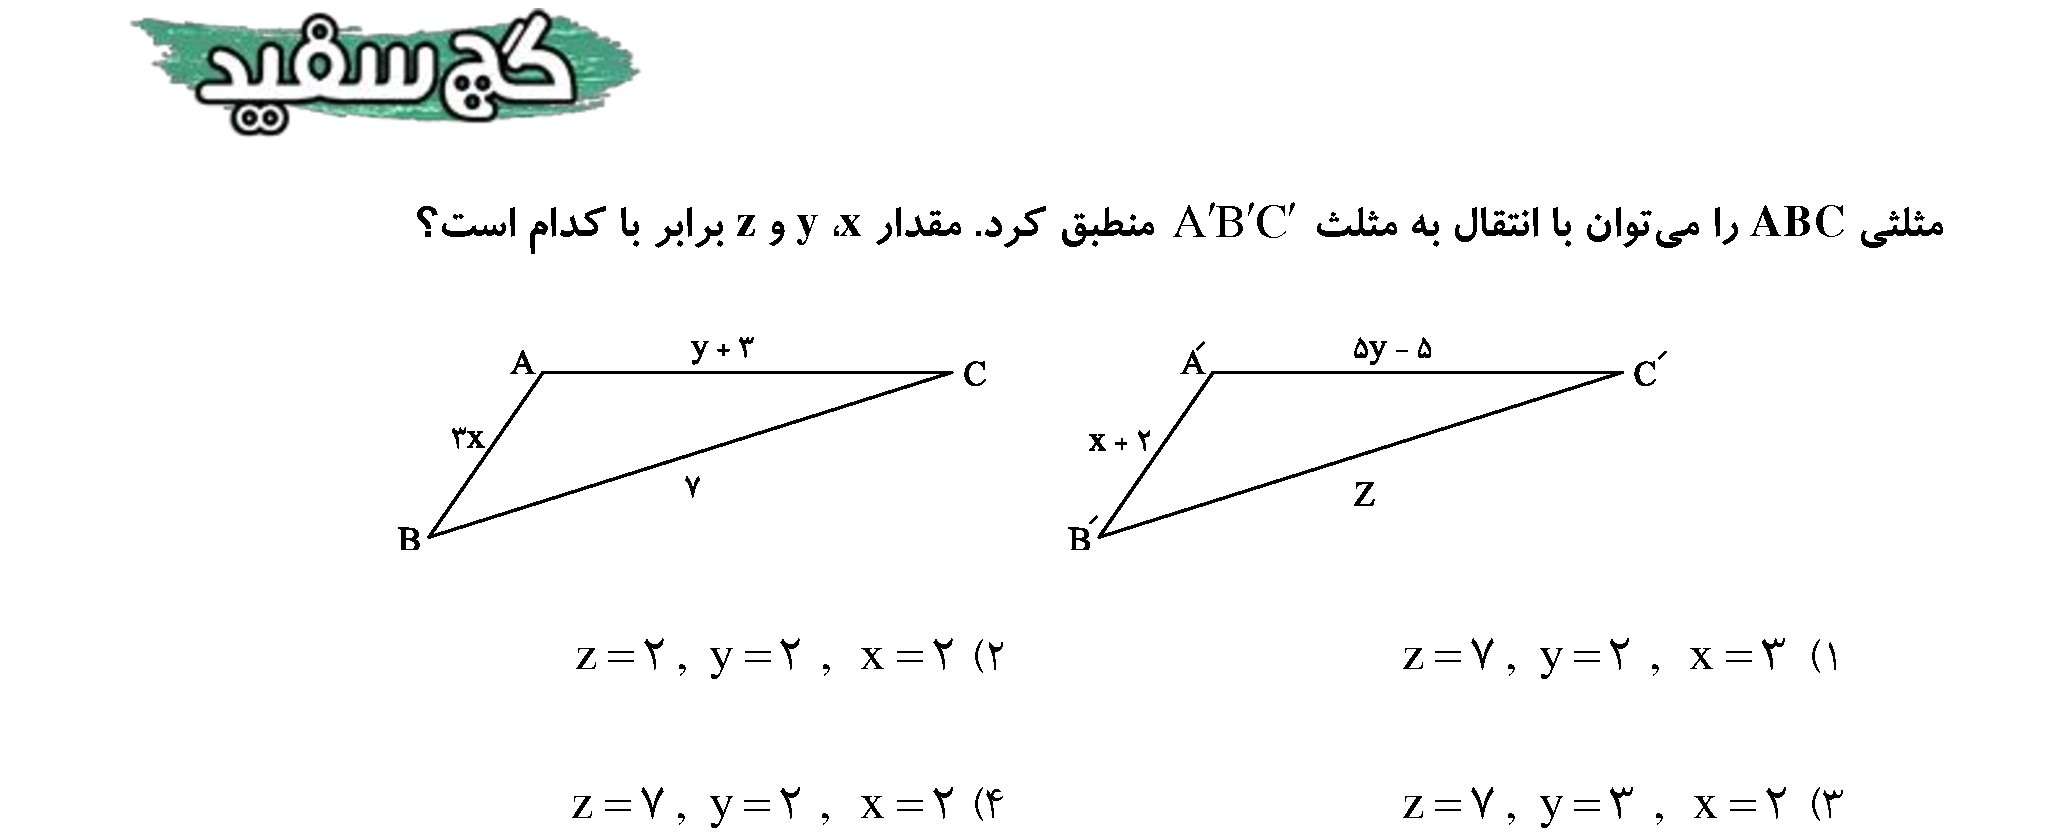 گچ سفید
مثلثی ABC را می‌توان با انتقال به مثلث A′B′C′ منطبق کرد. مقدار x، y و z برابر با کدام است؟
y + ۳
۵y – ۵
A
C
A′
C′
۳x
x + ۲
۷
Z
B
B′
۱) x = ۳ , y = ۲ , z = ۷
۲) x = ۲ , y = ۲ , z = ۲
۳) x = ۲ , y = ۳ , z = ۷
۴) x = ۲ , y = ۲ , z = ۷